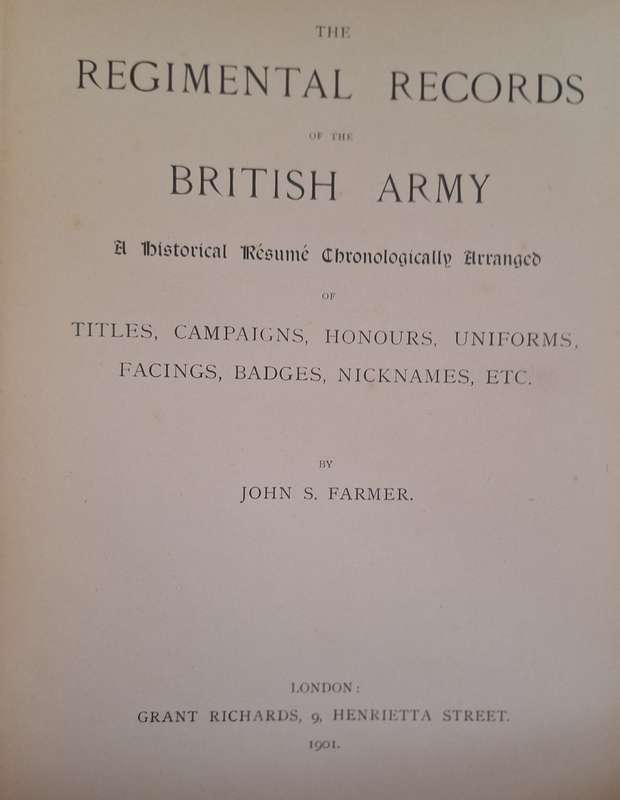 THE
REGIMENTAL RECORDS
OF THE
BRITISH ARMY
A Historical Résumé Chronologically Arranged
OF
TITLES, CAMPAIGNS, HONOURS, UNIFORMS,
FACINGS, BADGES, NICKNAMES, ETC.
BY
JOHN S. FARMER.
LONDON:
GRANT RICHARDS, 9, HENRIETTA STREET.
1901.